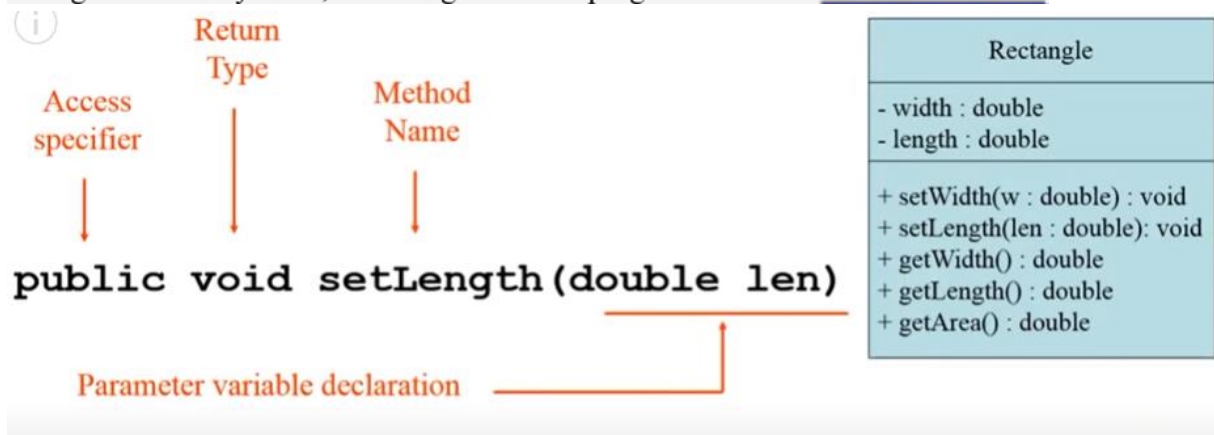 Return
Type
Access
specifier
Method
Name
public void setLength(double len)
Parameter variable declaration
Rectangle
- width : double
- length : double
+ setWidth(w : double) : void
+ setLength(len : double): void
+ getWidth() : double
+ getLength() : double
+ getArea() : double